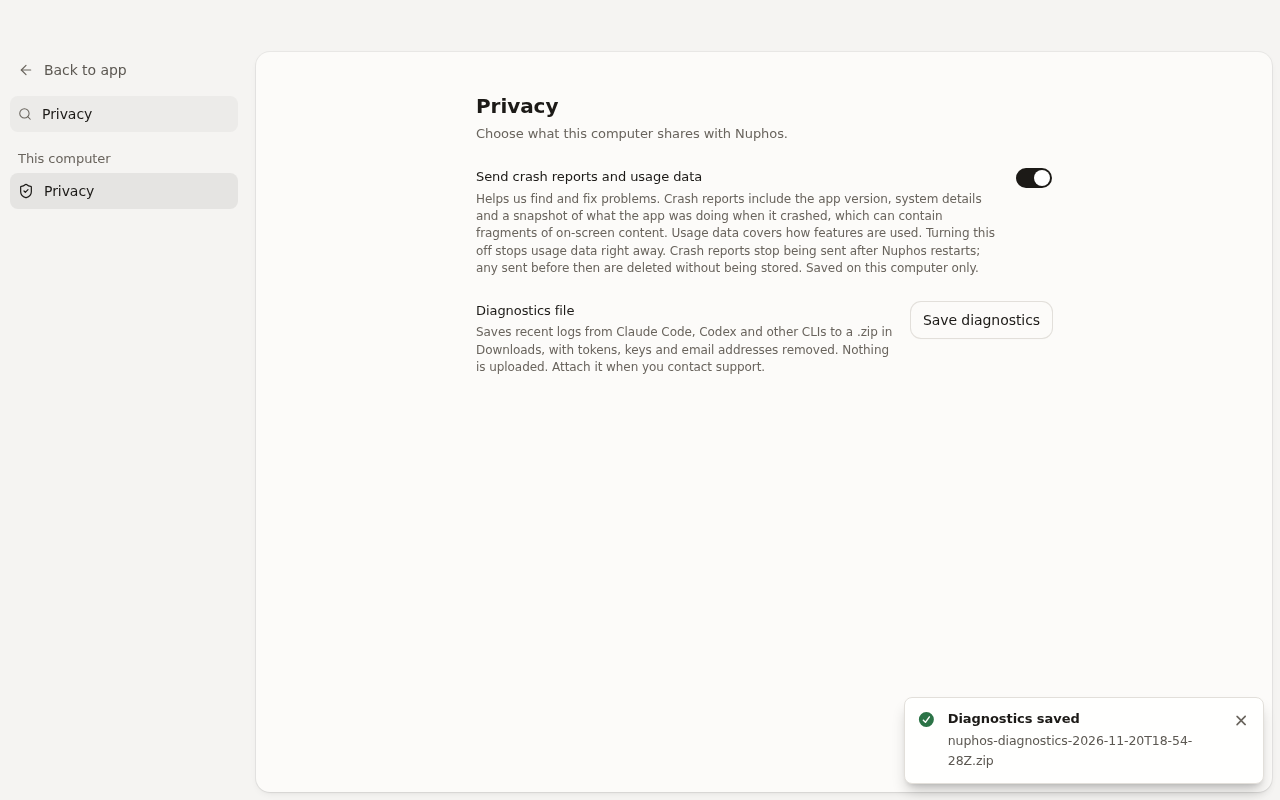 Back to app
Privacy
This computer
Privacy
Privacy
Choose what this computer shares with Nuphos.
Send crash reports and usage data
Helps us find and fix problems. Crash reports include the app version, system details
and a snapshot of what the app was doing when it crashed, which can contain
fragments of on-screen content. Usage data covers how features are used. Turning this
off stops usage data right away. Crash reports stop being sent after Nuphos restarts;
any sent before then are deleted without being stored. Saved on this computer only.
Diagnostics file
Saves recent logs from Claude Code, Codex and other CLIs to a .zip in
Downloads, with tokens, keys and email addresses removed. Nothing
is uploaded. Attach it when you contact support.
Save diagnostics
Diagnostics saved
nuphos-diagnostics-2026-11-20T18-54-
28Z.zip